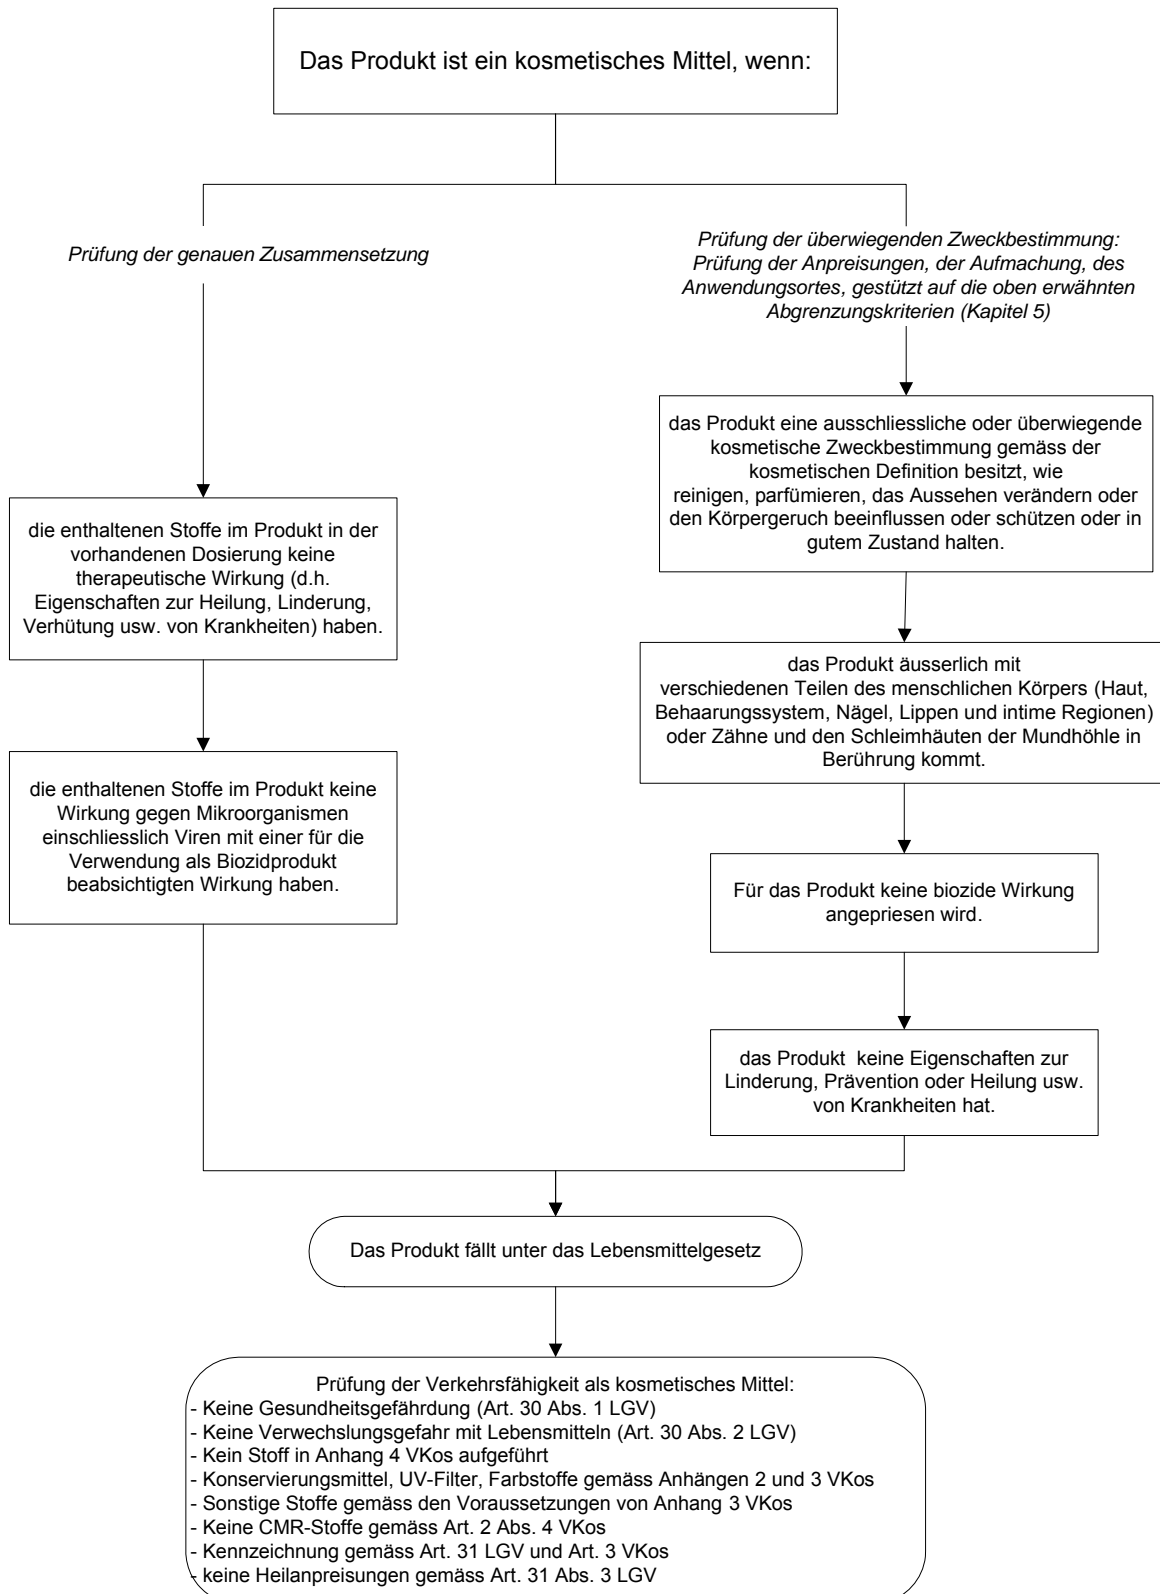 Das Produkt ist ein kosmetisches Mittel, wenn:
Prüfung der genauen Zusammensetzung
die enthaltenen Stoffe im Produkt in der
vorhandenen Dosierung keine
therapeutische Wirkung (d.h.
Eigenschaften zur Heilung, Linderung,
Verhütung usw. von Krankheiten) haben.
die enthaltenen Stoffe im Produkt keine
Wirkung gegen Mikroorganismen
einschliesslich Viren mit einer für die
Verwendung als Biozidprodukt
beabsichtigten Wirkung haben.
Prüfung der überwiegenden Zweckbestimmung:
Prüfung der Anpreisungen, der Aufmachung, des
Anwendungsortes, gestützt auf die oben erwähnten
Abgrenzungskriterien (Kapitel 5)
das Produkt eine ausschliessliche oder überwiegende
kosmetische Zweckbestimmung gemäss der
kosmetischen Definition besitzt, wie
reinigen, parfümieren, das Aussehen verändern oder
den Körpergeruch beeinflussen oder schützen oder in
gutem Zustand halten.
das Produkt äusserlich mit
verschiedenen Teilen des menschlichen Körpers (Haut,
Behaarungssystem, Nägel, Lippen und intime Regionen)
oder Zähne und den Schleimhäuten der Mundhöhle in
Berührung kommt.
Für das Produkt keine biozide Wirkung
angepriesen wird.
das Produkt keine Eigenschaften zur
Linderung, Prävention oder Heilung usw.
von Krankheiten hat.
Das Produkt fällt unter das Lebensmittelgesetz
Prüfung der Verkehrsfähigkeit als kosmetisches Mittel:
- Keine Gesundheitsgefährdung (Art. 30 Abs. 1 LGV)
- Keine Verwechslungsgefahr mit Lebensmitteln (Art. 30 Abs. 2 LGV)
- Kein Stoff in Anhang 4 VKos aufgeführt
- Konservierungsmittel, UV-Filter, Farbstoffe gemäss Anhängen 2 und 3 VKos
- Sonstige Stoffe gemäss den Voraussetzungen von Anhang 3 VKos
- Keine CMR-Stoffe gemäss Art. 2 Abs. 4 VKos
- Kennzeichnung gemäss Art. 31 LGV und Art. 3 VKos
- keine Heilanpreisungen gemäss Art. 31 Abs. 3 LGV